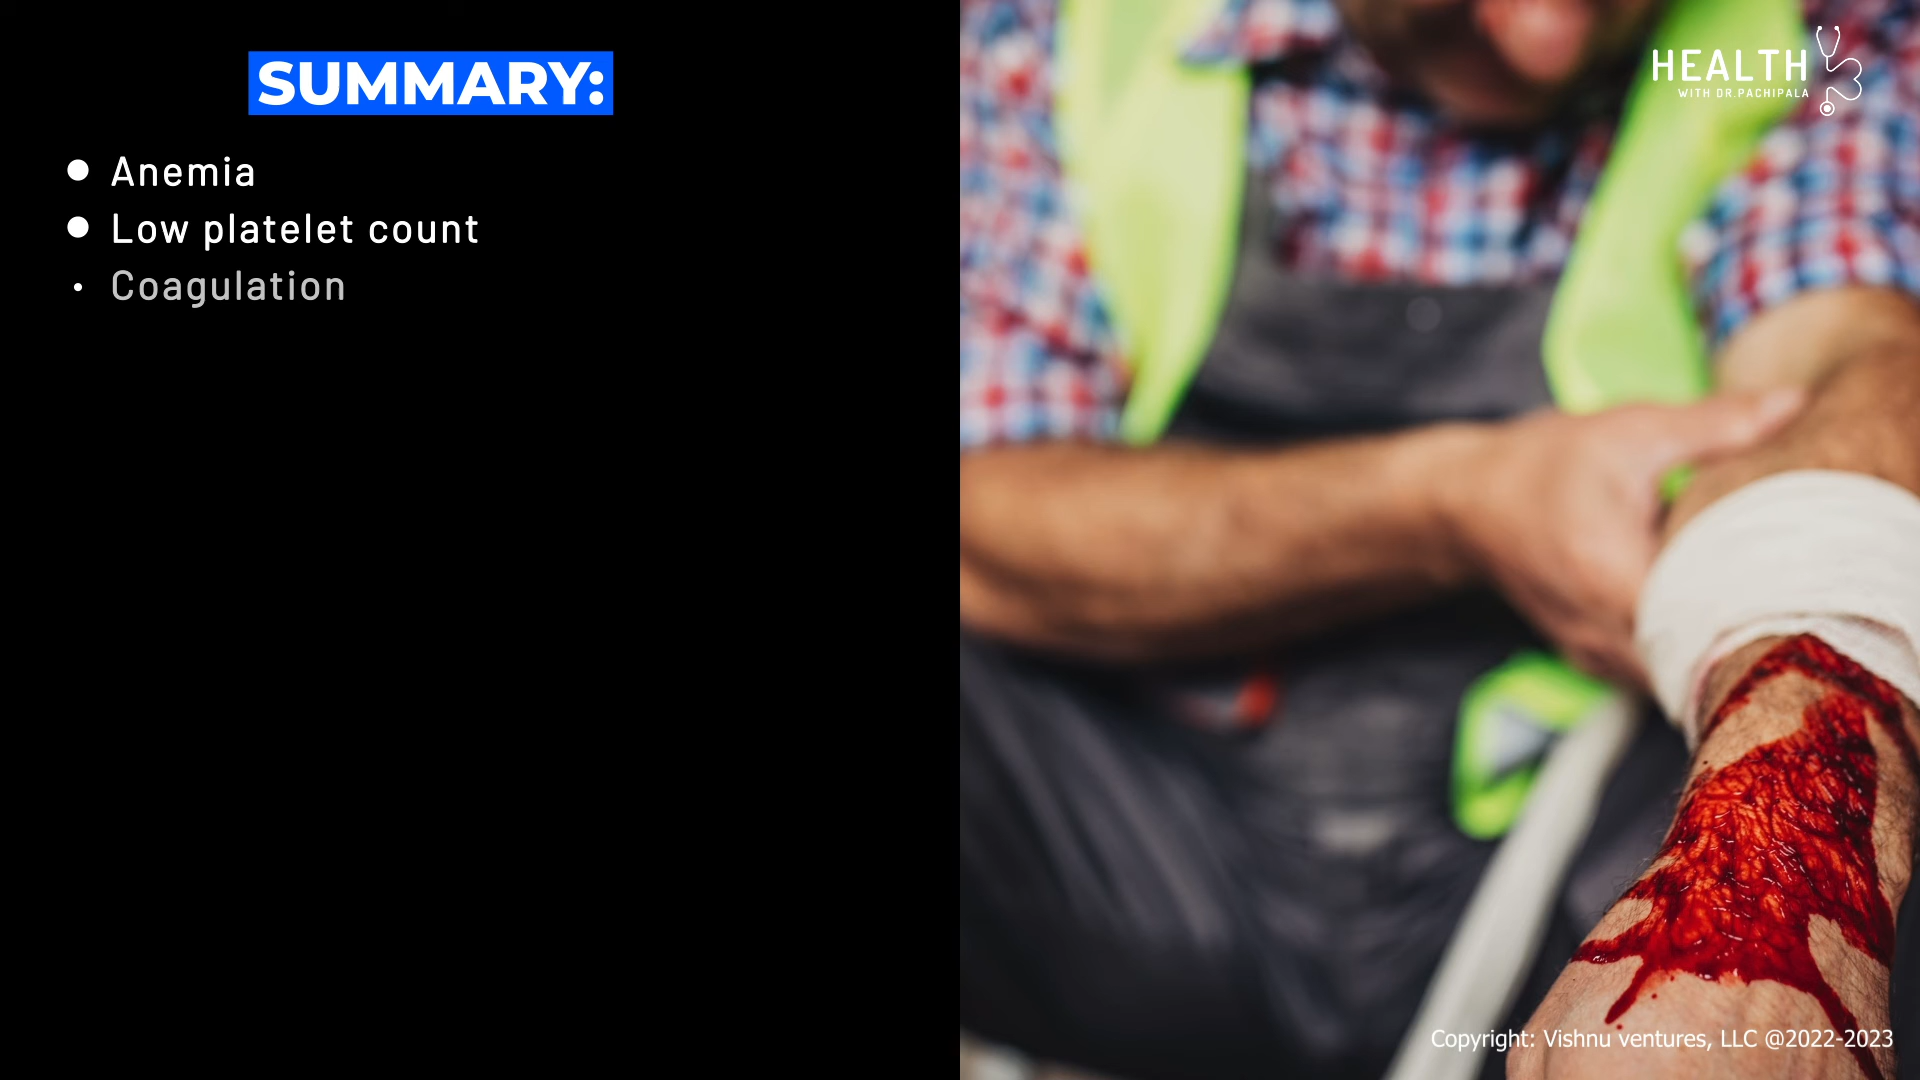 SUMMARY:
Anemia
Low platelet count
Coagulation
HEALTH
WITH DR.PACHIPALA
Copyright: Vishnu ventures, LLC @2022-2023